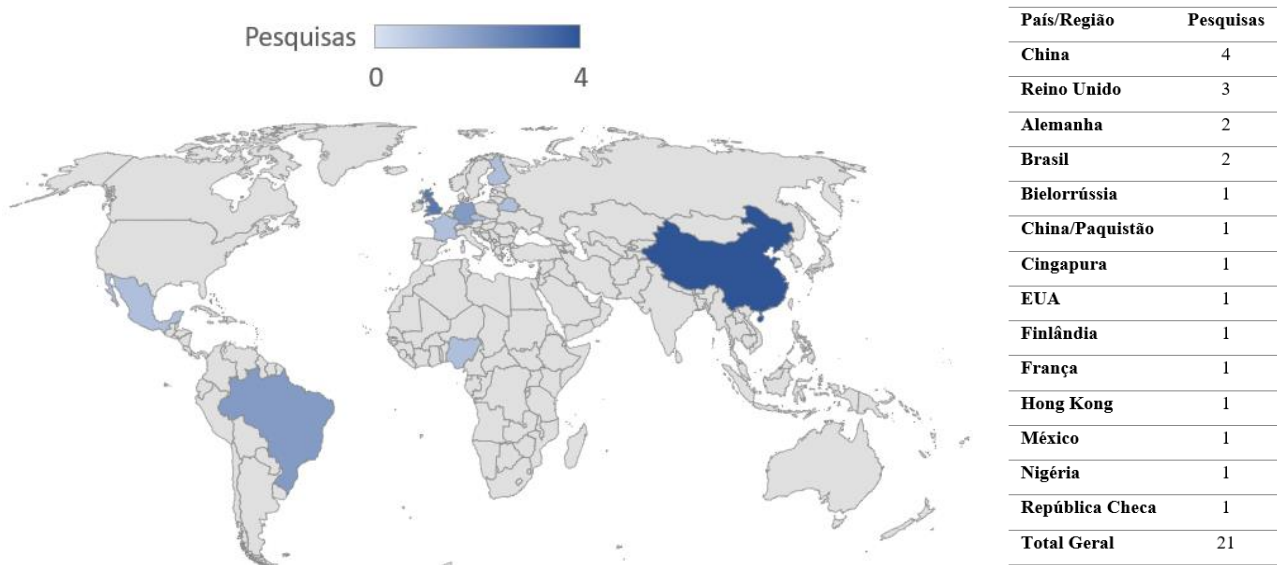 Pesquisas
0 4
País/Região Pesquisas
China 4
Reino Unido 3
Alemanha 2
Brasil 2
Bielorrússia 1
China/Paquistão 1
Cingapura 1
EUA 1
Finlândia 1
França 1
Hong Kong 1
México 1
Nigéria 1
República Checa 1
Total Geral 21